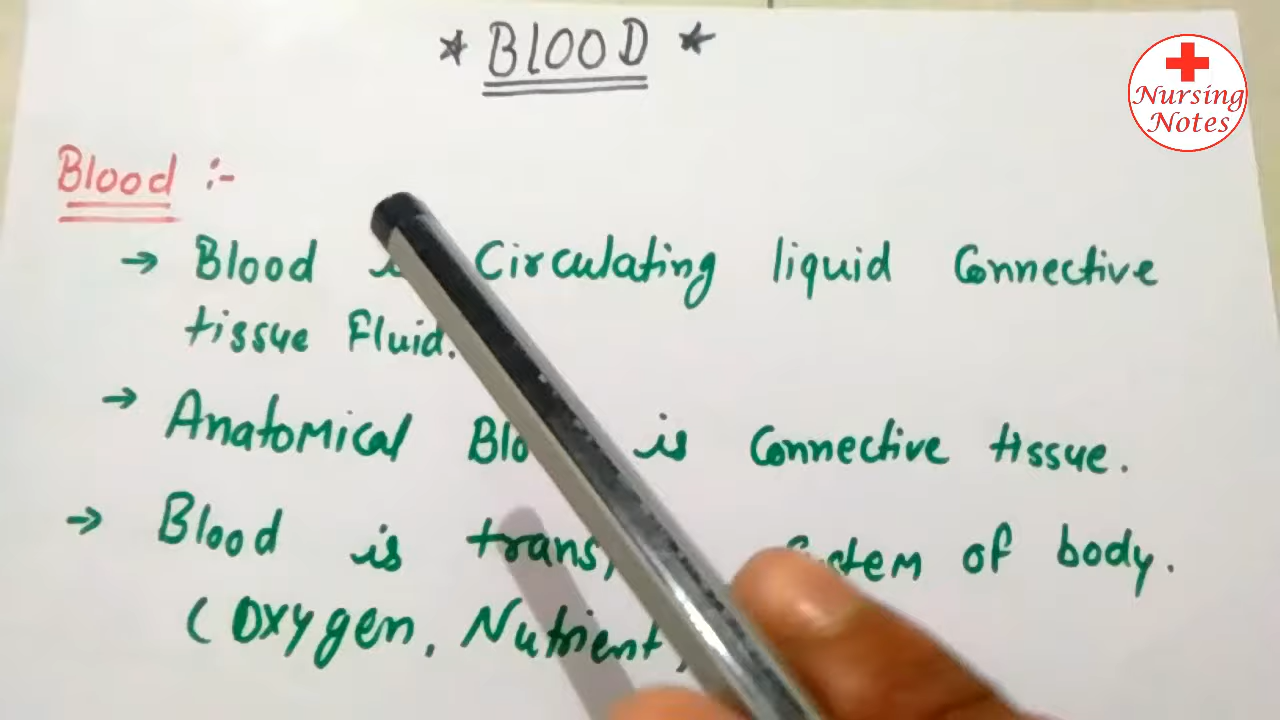 * BLOOD *
Nursing
Notes
Blood :-
→ Blood is Circulating liquid Connective
tissue Fluid.
→ Anatomical is Connective tissue.
→ Blood is of body.
(Oxygen, Nutrient,